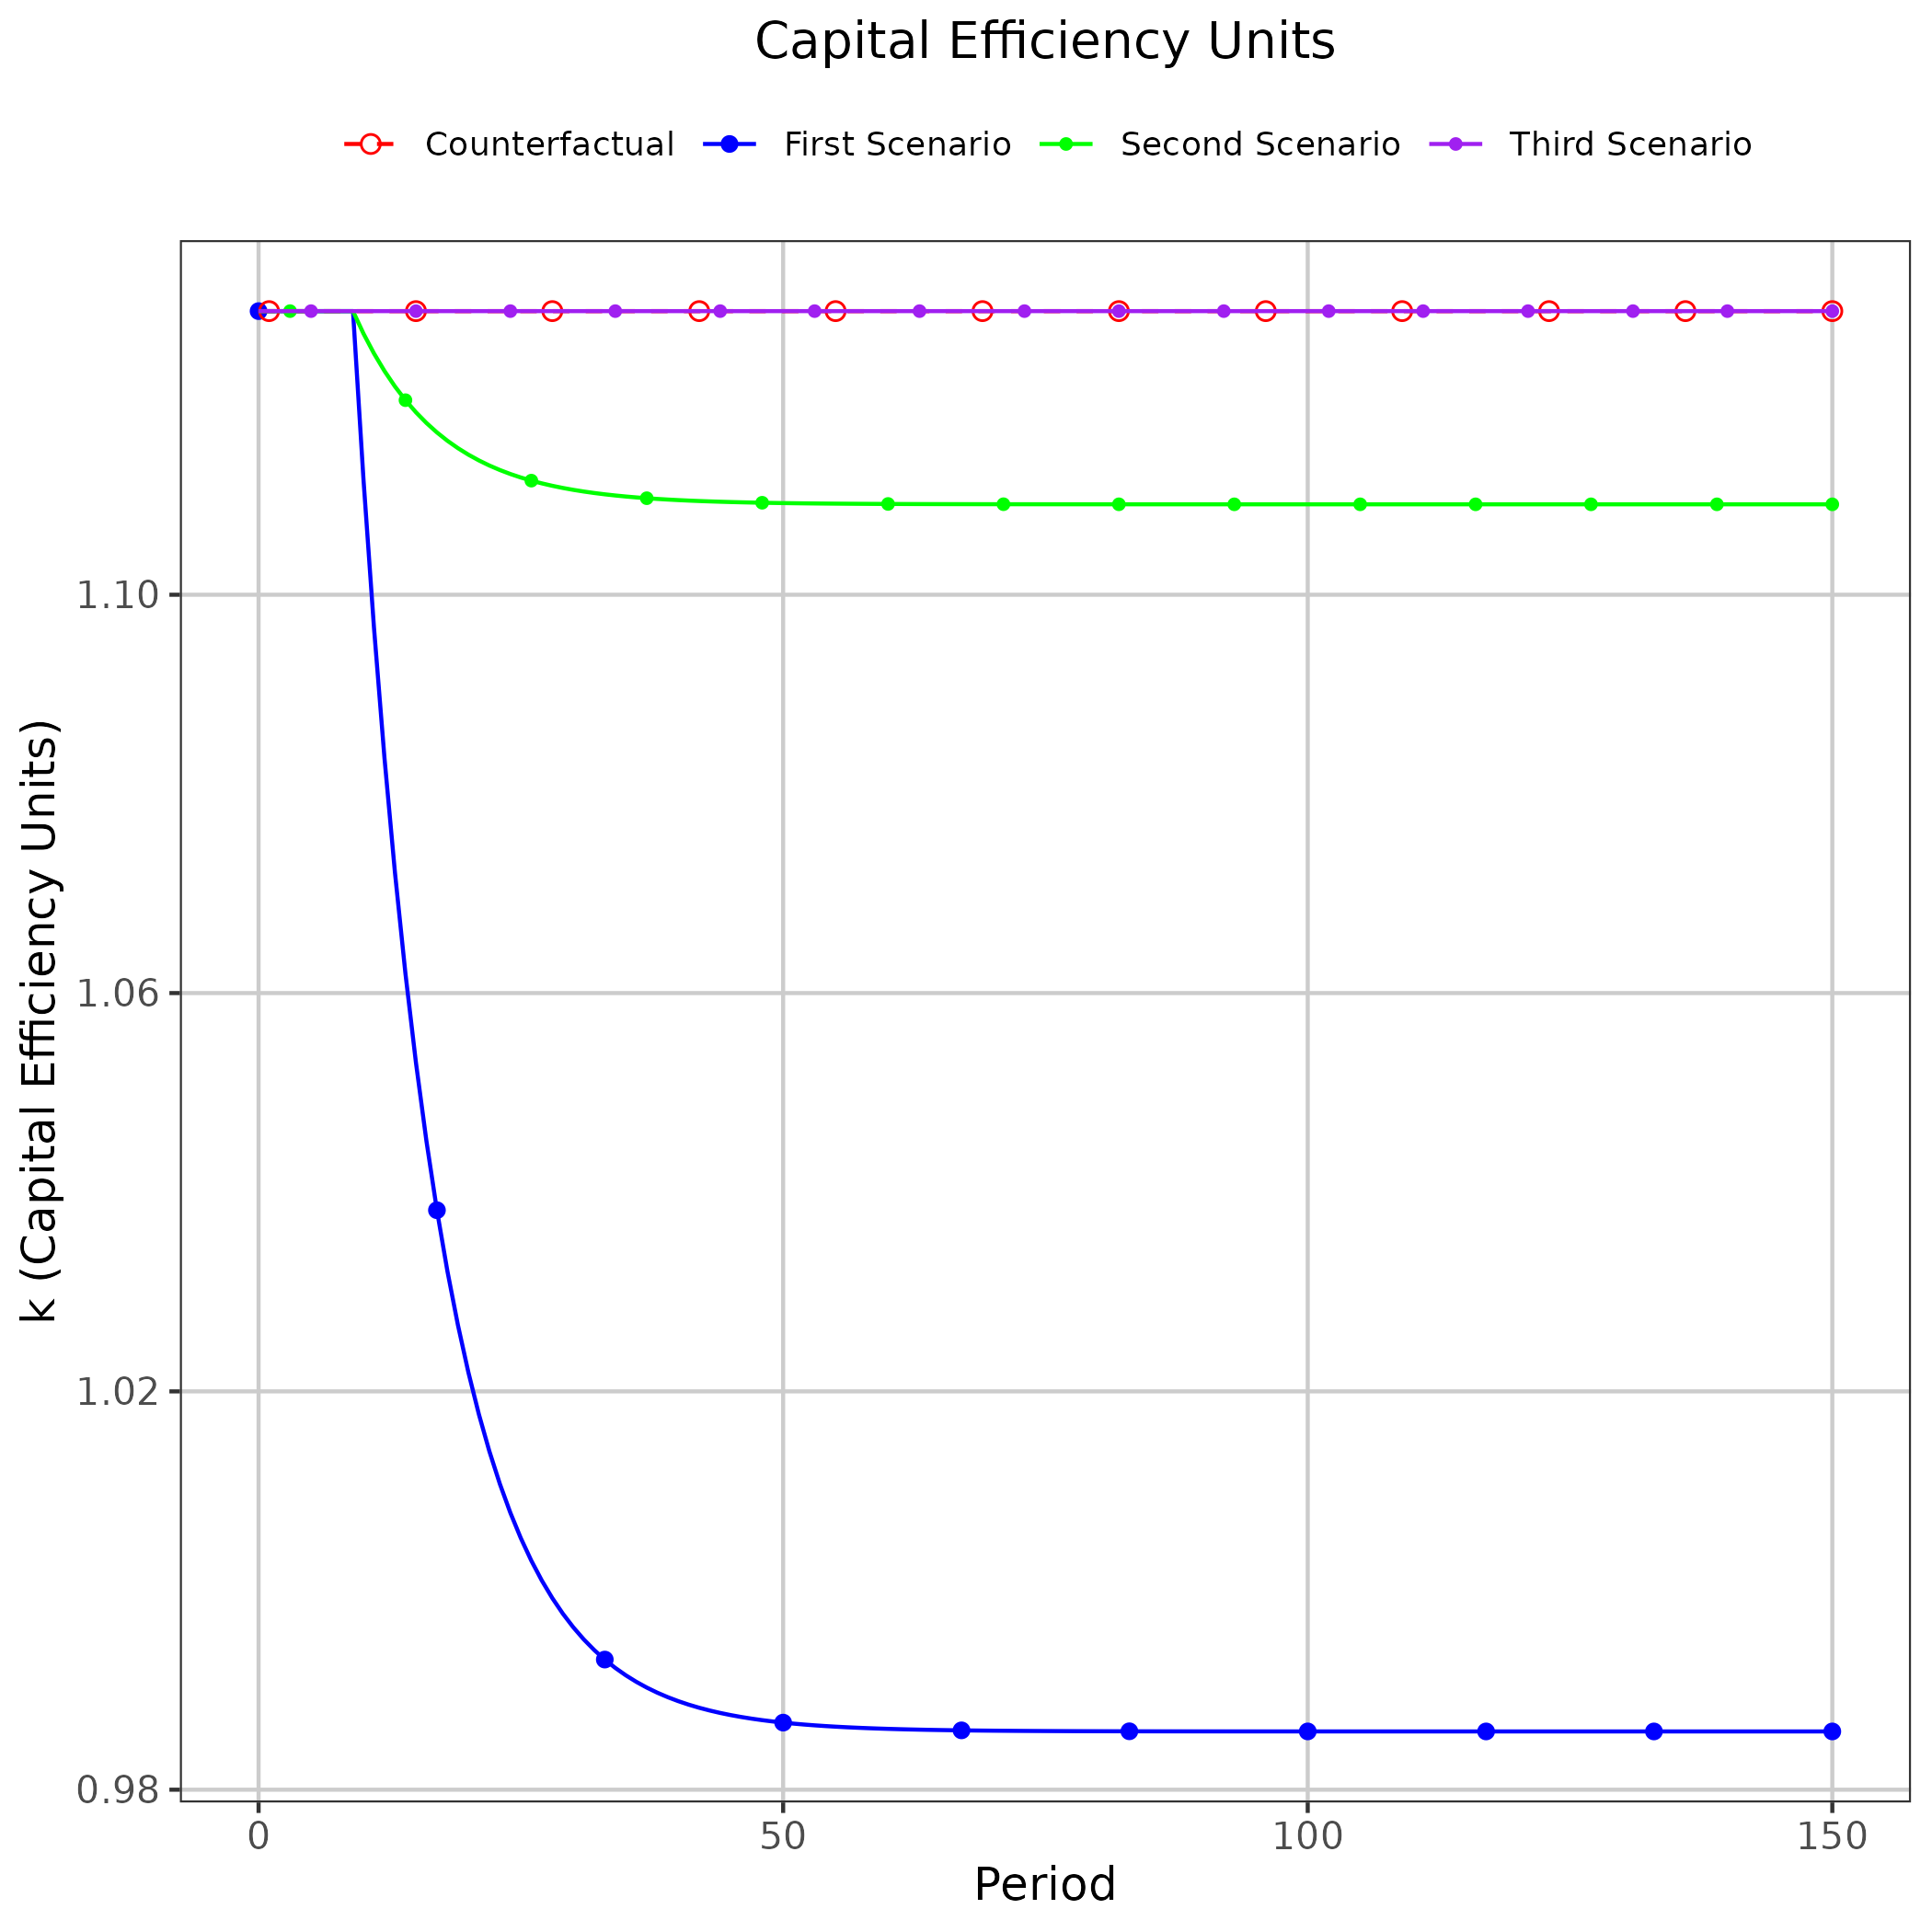 Capital Efficiency Units
Counterfactual First Scenario Second Scenario Third Scenario
k (Capital Efficiency Units)
1.10
1.06
1.02
0.98
0 50 100 150
Period